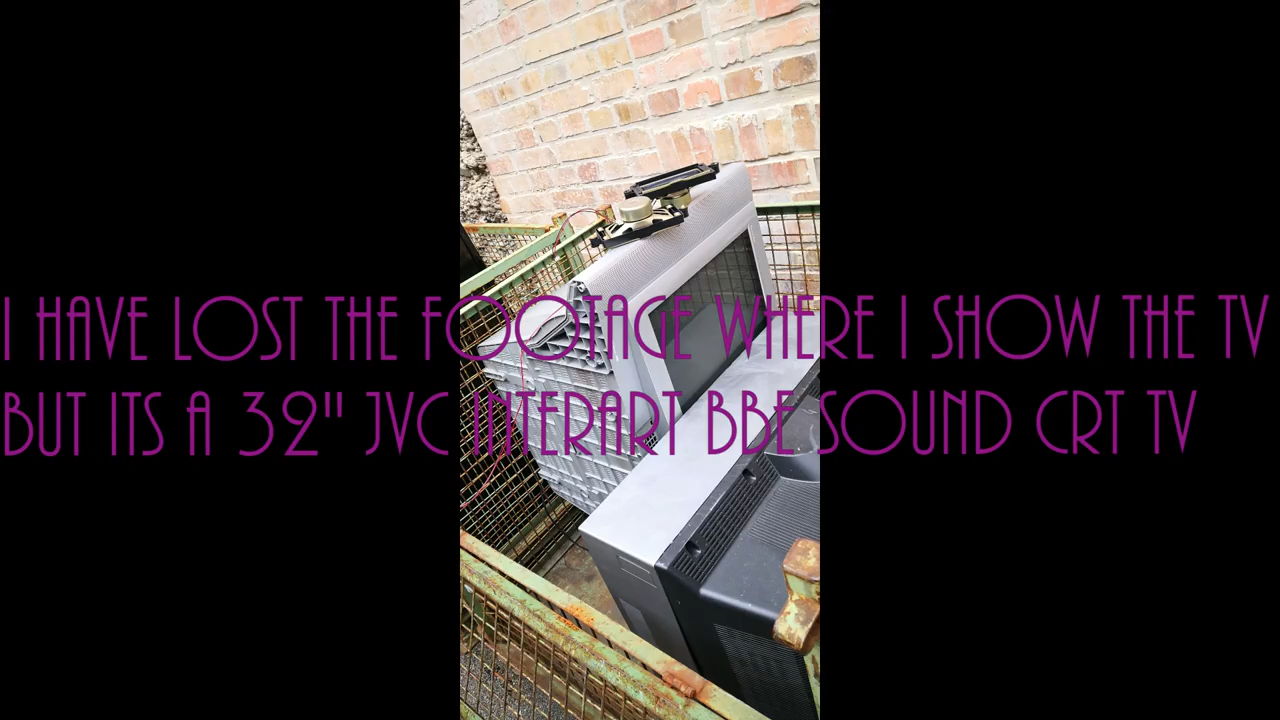 I HAVE LOST THE FOOTAGE WHERE I SHOW THE TV
BUT ITS A 32" JVC INTERART BBE SOUND CRT TV